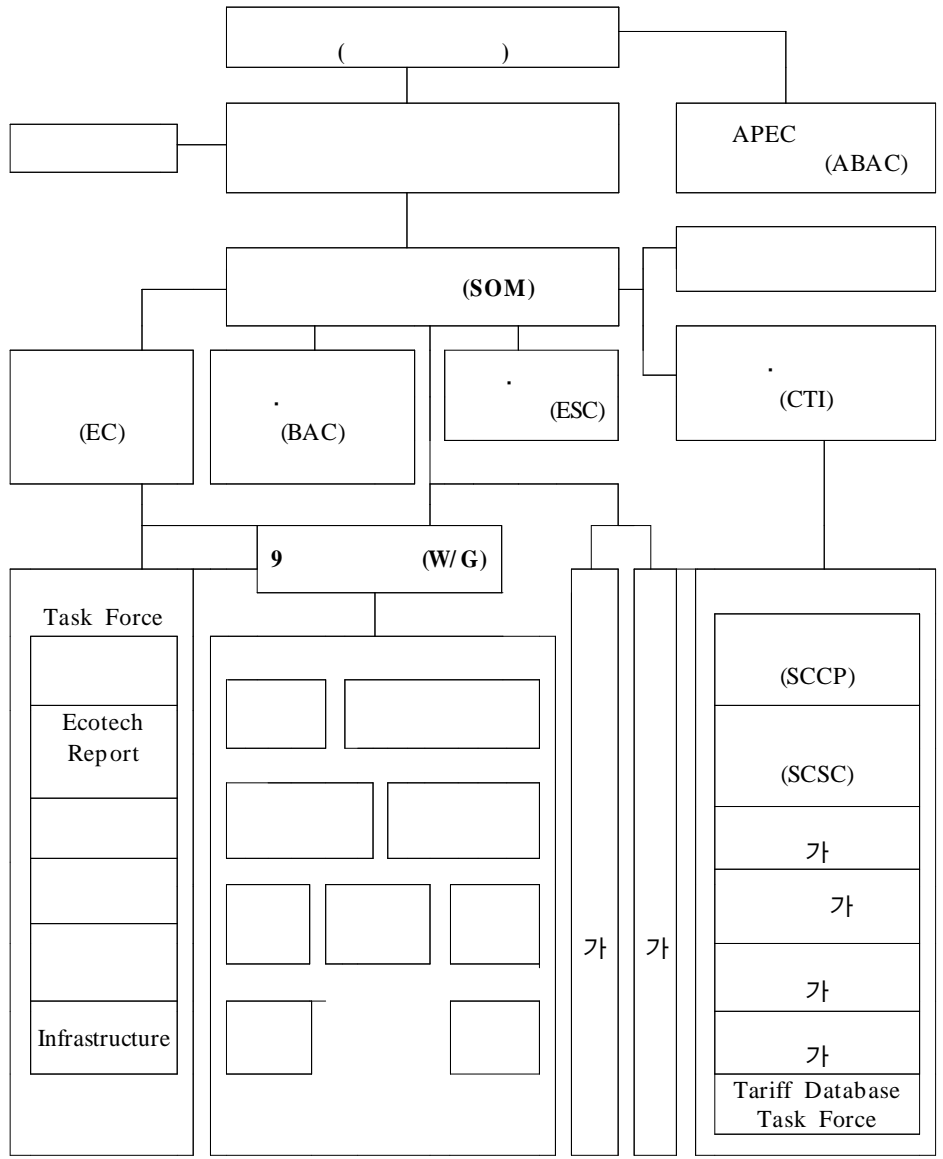 ( )
APEC
(ABAC)
(SOM)
·
(EC)
·
(BAC)
·
(ESC)
(CTI)
9 (W/G)
Task Force
Ecotech
Report
Infrastructure
가
가
(SCCP)
(SCSC)
가
가
가
가
Tariff Database
Task Force